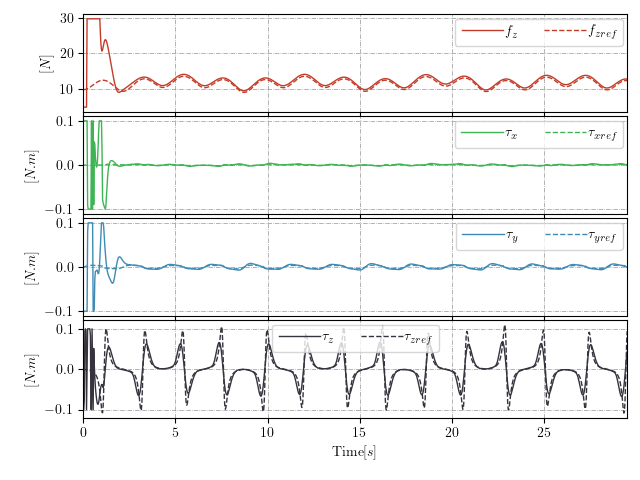 30
20
10
[N]
f_z f_zref
0.1
0.0
−0.1
[N.m]
τ_x τ_xref
0.1
0.0
−0.1
[N.m]
τ_y τ_yref
0.1
0.0
−0.1
[N.m]
τ_z τ_zref
0 5 10 15 20 25
Time[s]